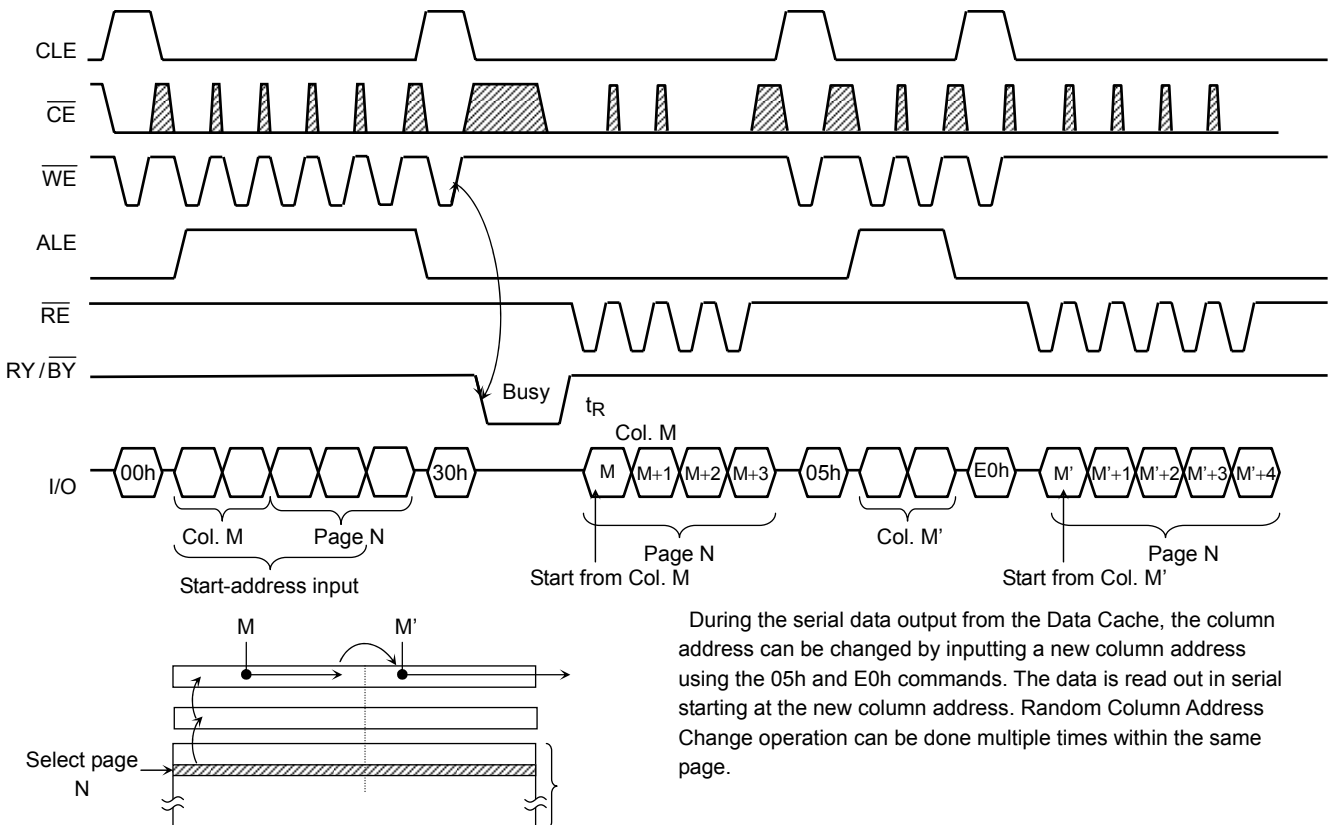 CLE
CE
WE
ALE
RE
RY/BY
Busy
tR
Col. M
I/O
00h
30h
M
M+1
M+2
M+3
05h
E0h
M’
M’+1
M’+2
M’+3
M’+4
Col. M
Page N
Start-address input
Page N
Start from Col. M
Col. M’
Page N
Start from Col. M’
M
M’
Select page
N
During the serial data output from the Data Cache, the column
address can be changed by inputting a new column address
using the 05h and E0h commands. The data is read out in serial
starting at the new column address. Random Column Address
Change operation can be done multiple times within the same
page.